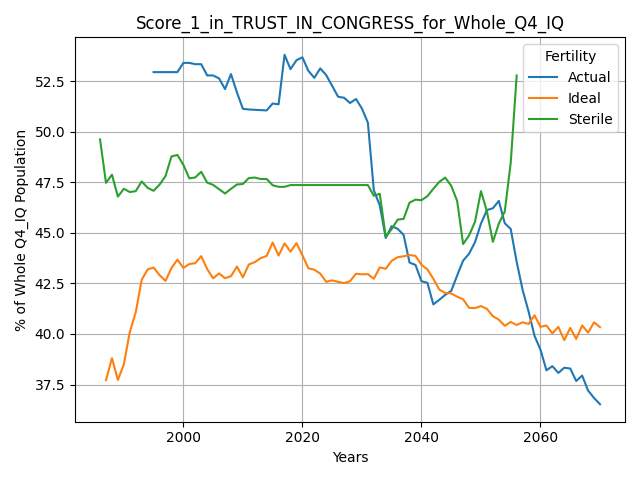 Score_1_in_TRUST_IN_CONGRESS_for_Whole_Q4_IQ
Fertility
Actual
Ideal
Sterile
% of Whole Q4_IQ Population
52.5
50.0
47.5
45.0
42.5
40.0
37.5
2000
2020
2040
2060
Years